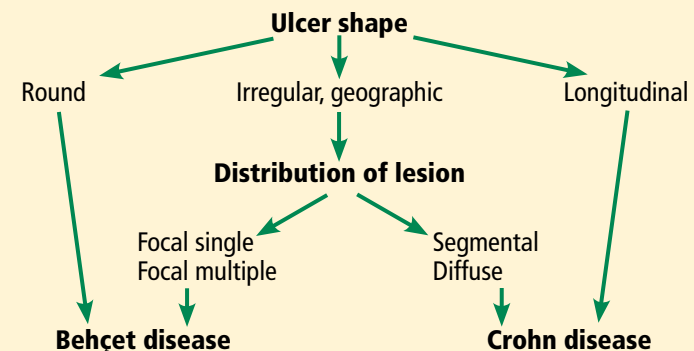 Ulcer shape
Round
Irregular, geographic
Longitudinal
Distribution of lesion
Focal single
Focal multiple
Segmental
Diffuse
Behçet disease
Crohn disease